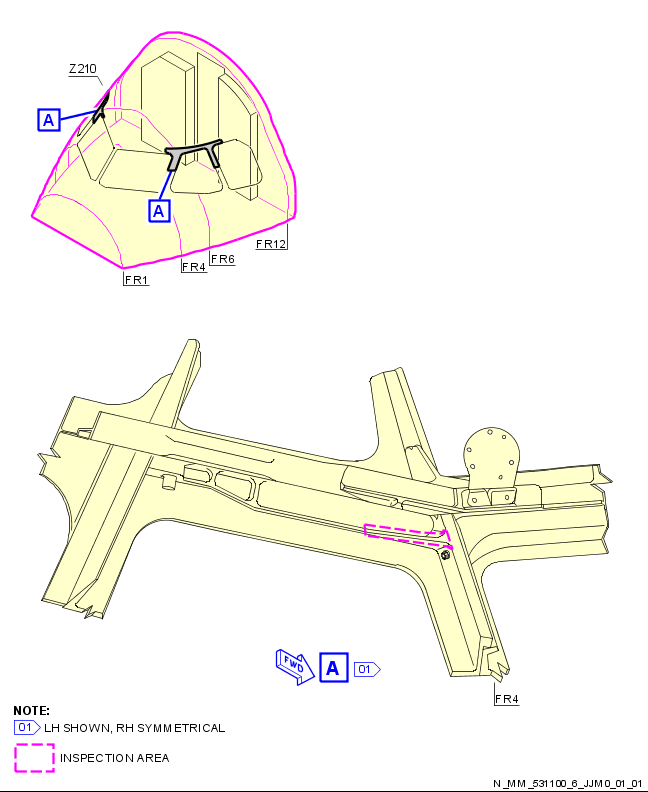 Z210
A
A
FR12
FR6
FR4
FR1
FWD
A
01
FR4
NOTE:
01 LH SHOWN, RH SYMMETRICAL
INSPECTION AREA
N_MM_531100_6_JJM0_01_01